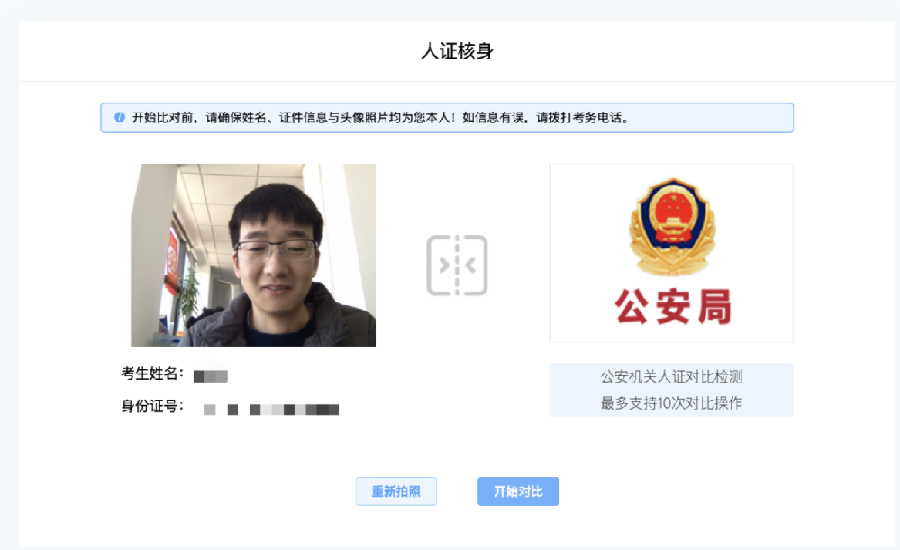 人证核身
开始比对前，请确保姓名、证件信息与头像照片均为您本人！如信息有误，请拨打考务电话。
公安局
考生姓名：
身份证号：
公安机关人证对比检测
最多支持10次对比操作
重新拍照
开始对比